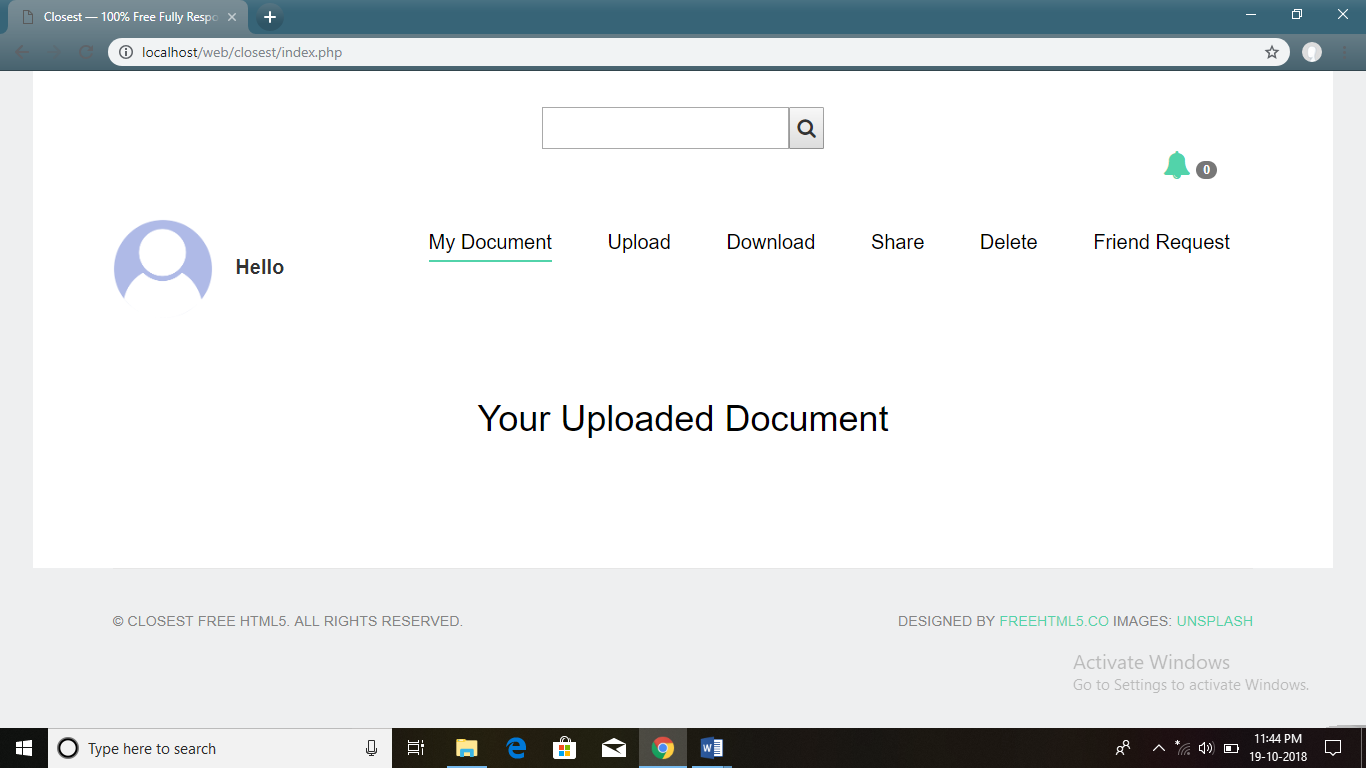 Closest — 100% Free Fully Respo
localhost/web/closest/index.php
0
My Document Upload Download Share Delete Friend Request
Hello
Your Uploaded Document
© CLOSEST FREE HTML5. ALL RIGHTS RESERVED. DESIGNED BY FREEHTML5.CO IMAGES: UNSPLASH
Activate Windows
Go to Settings to activate Windows.
Type here to search
11:44 PM
19-10-2018